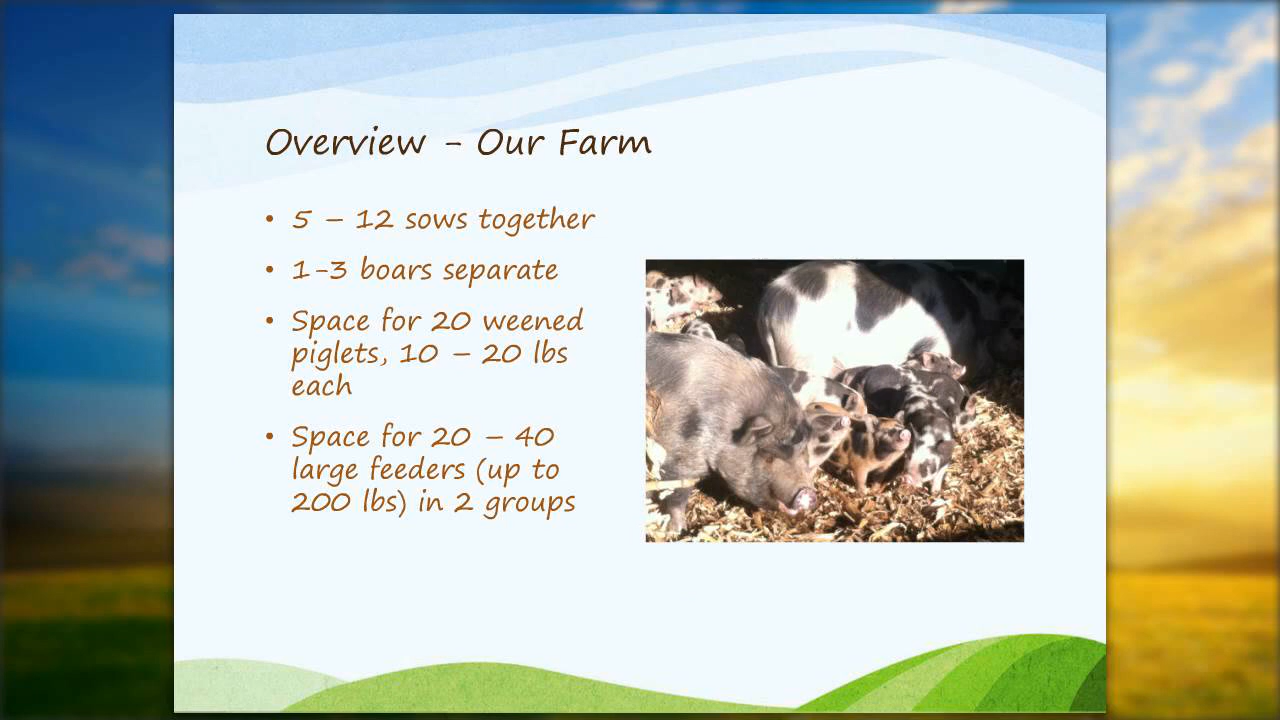 Overview - Our Farm
• 5 – 12 sows together
• 1-3 boars separate
• Space for 20 weened
piglets, 10 – 20 lbs
each
• Space for 20 – 40
large feeders (up to
200 lbs) in 2 groups